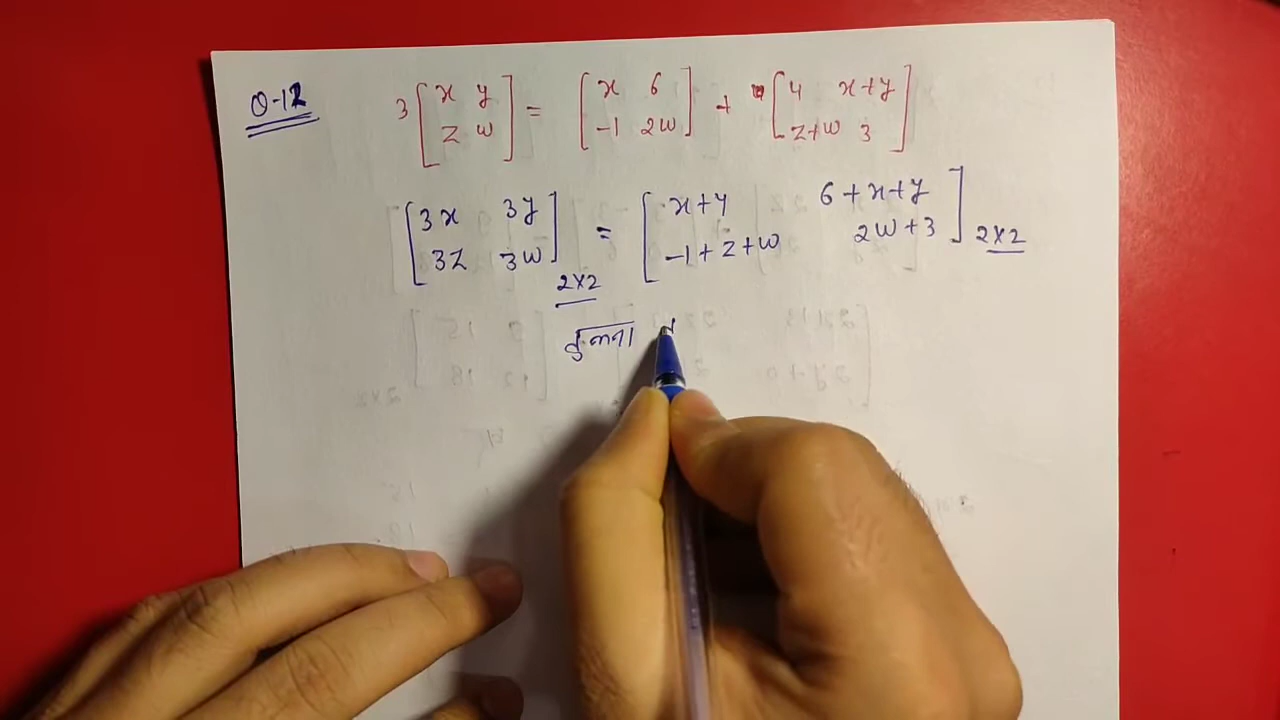 Q-12 3 [x y z w] = [x 6 -1 2w] + [4 x+y z+w 3]
[3x 3y 3z 3w] 2×2 = [x+4 6+x+y -1+z+w 2w+3] 2×2
तुलना